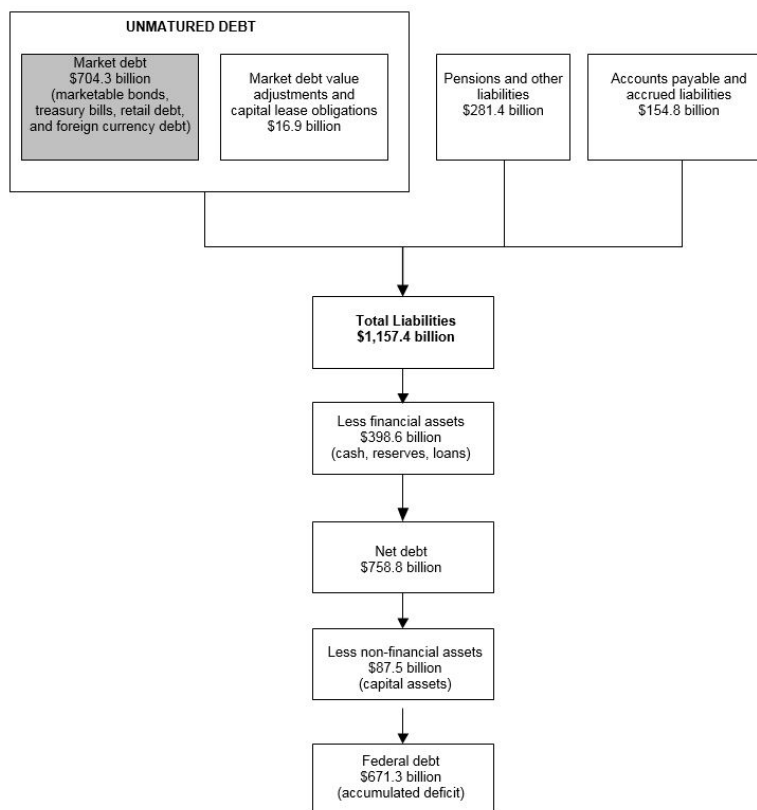 UNMATURED DEBT
Market debt
$704.3 billion
(marketable bonds,
treasury bills, retail debt,
and foreign currency debt)
Market debt value
adjustments and
capital lease obligations
$16.9 billion
Pensions and other
liabilities
$281.4 billion
Accounts payable and
accrued liabilities
$154.8 billion
Total Liabilities
$1,157.4 billion
Less financial assets
$398.6 billion
(cash, reserves, loans)
Net debt
$758.8 billion
Less non-financial assets
$87.5 billion
(capital assets)
Federal debt
$671.3 billion
(accumulated deficit)